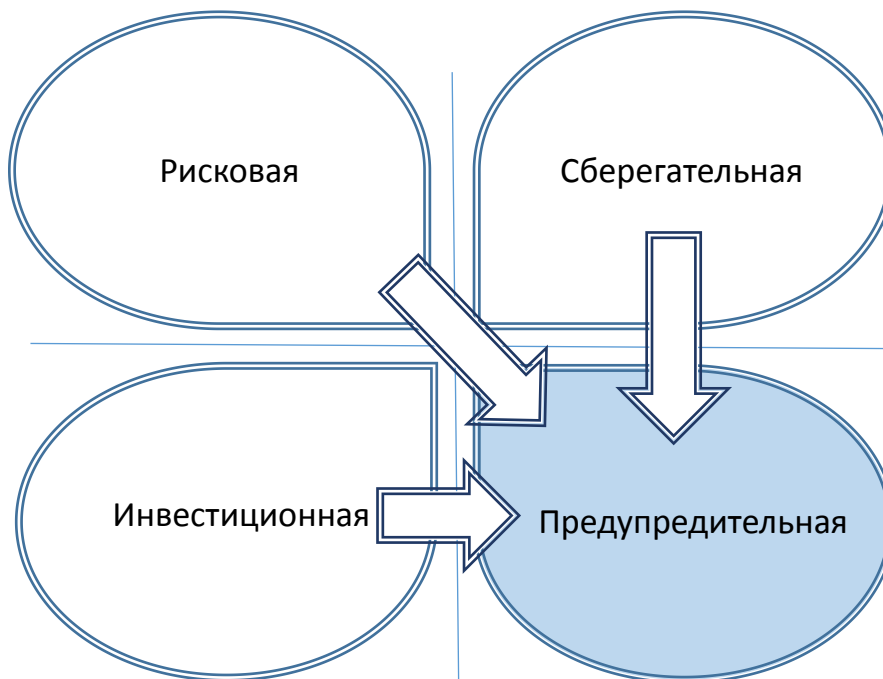 Рисковая
Сберегательная
Инвестиционная
Предупредительная